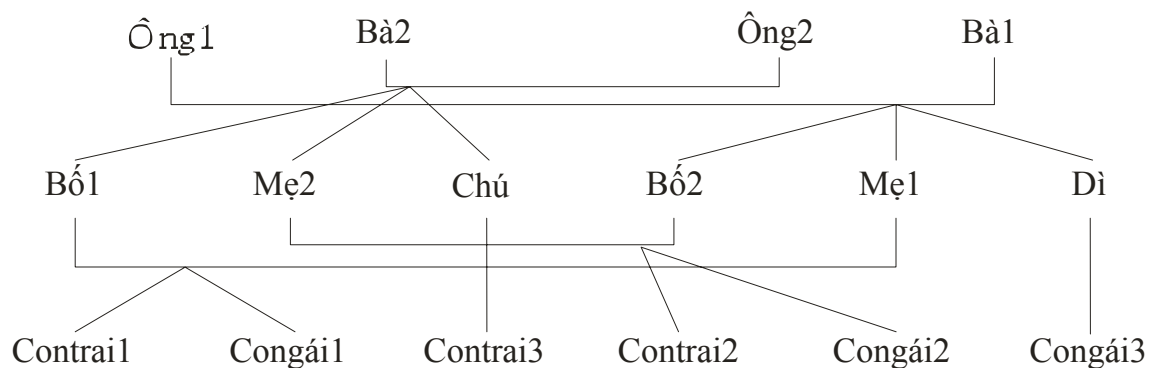 Ông1 Bà2 Ông2 Bà1
Bố1 Mẹ2 Chú Bố2 Mẹ1 Dì
Contrai1 Congái1 Contrai3 Contrai2 Congái2 Congái3